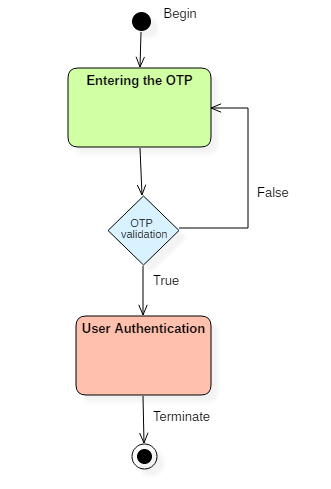 Begin
Entering the OTP
False
OTP
validation
True
User Authentication
Terminate